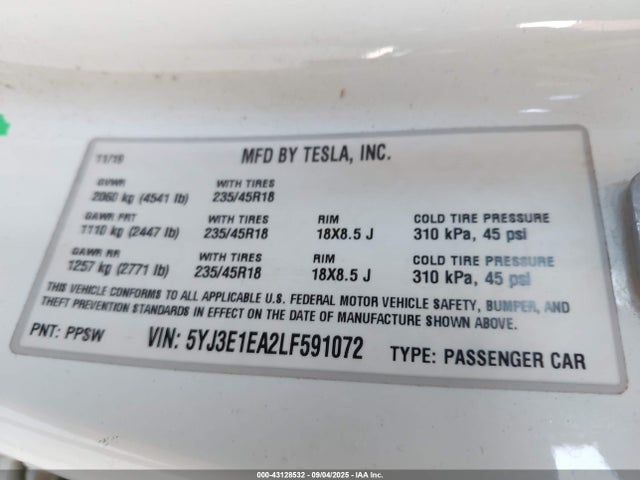 11/19 MFD BY TESLA, INC.
GVWR WITH TIRES
2060 kg (4541 lb) 235/45R18
GAWR FRT WITH TIRES RIM COLD TIRE PRESSURE
1110 kg (2447 lb) 235/45R18 18X8.5 J 310 kPa, 45 psi
GAWR RR WITH TIRES RIM COLD TIRE PRESSURE
1257 kg (2771 lb) 235/45R18 18X8.5 J 310 kPa, 45 psi
THIS VEHICLE CONFORMS TO ALL APPLICABLE U.S. FEDERAL MOTOR VEHICLE SAFETY, BUMPER, AND
THEFT PREVENTION STANDARDS IN EFFECT ON THE DATE OF MANUFACTURE SHOWN ABOVE.
PNT: PPSW VIN: 5YJ3E1EA2LF591072 TYPE: PASSENGER CAR
000-43128532 - 09/04/2025 - IAAI.COM